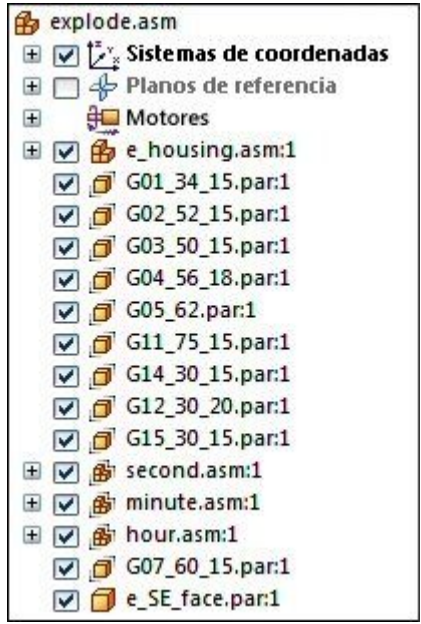 explode.asm
Sistemas de coordenadas
Planos de referencia
Motores
e_housing.asm:1
G01_34_15.par:1
G02_52_15.par:1
G03_50_15.par:1
G04_56_18.par:1
G05_62.par:1
G11_75_15.par:1
G14_30_15.par:1
G12_30_20.par:1
G15_30_15.par:1
second.asm:1
minute.asm:1
hour.asm:1
G07_60_15.par:1
e_SE_face.par:1